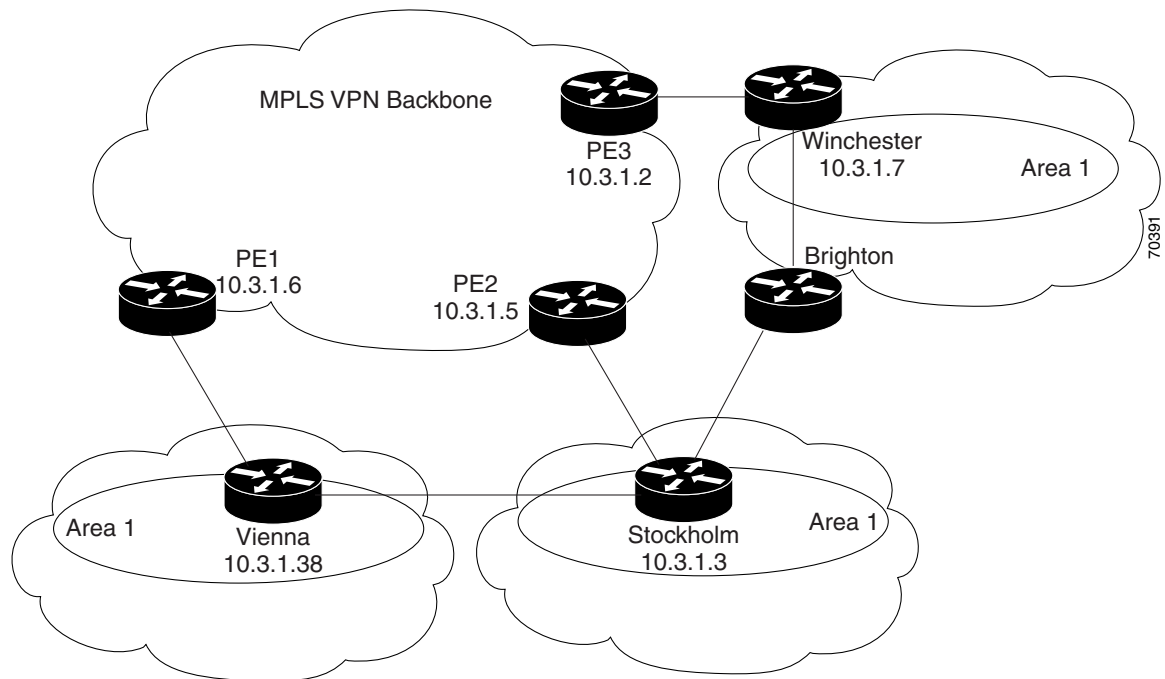 MPLS VPN Backbone
PE3
10.3.1.2
Winchester
10.3.1.7
Area 1
70391
PE1
10.3.1.6
PE2
10.3.1.5
Brighton
Area 1
Vienna
10.3.1.38
Stockholm
10.3.1.3
Area 1